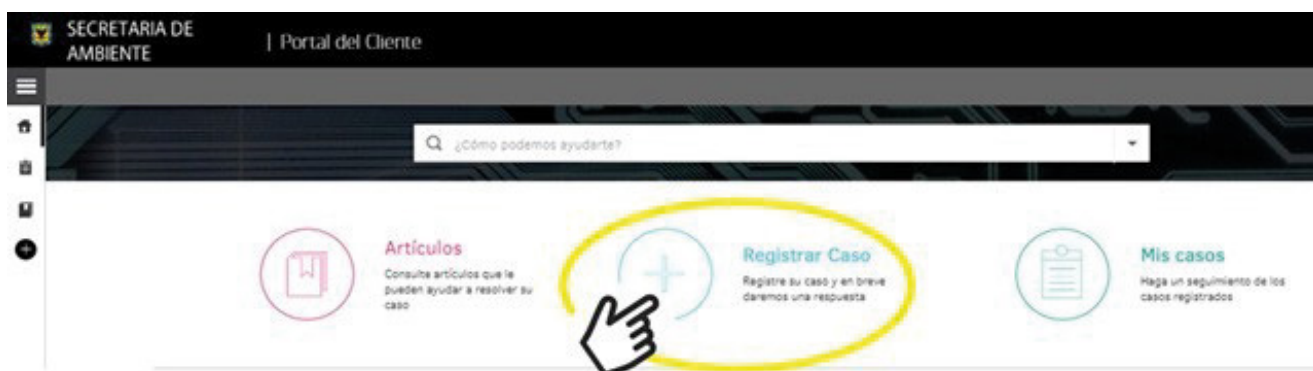 SECRETARIA DE
AMBIENTE
| Portal del Cliente
¿Cómo podemos ayudarte?
Artículos
Consulte artículos que le
pueden ayudar a resolver su
caso
Registrar Caso
Registre su caso y en breve
daremos una respuesta
Mis casos
Haga un seguimiento de los
casos registrados